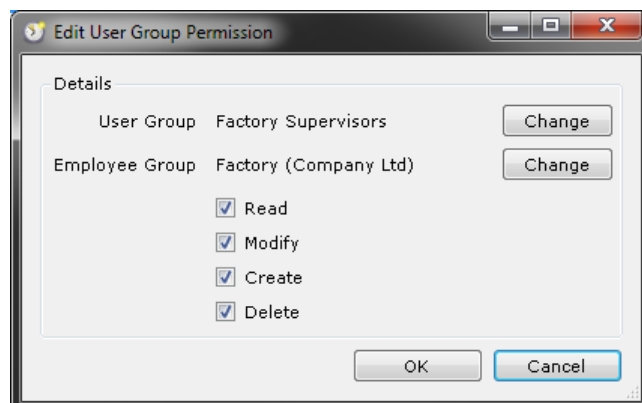 Edit User Group Permission
Details
User Group Factory Supervisors Change
Employee Group Factory (Company Ltd) Change
Read
Modify
Create
Delete
OK Cancel